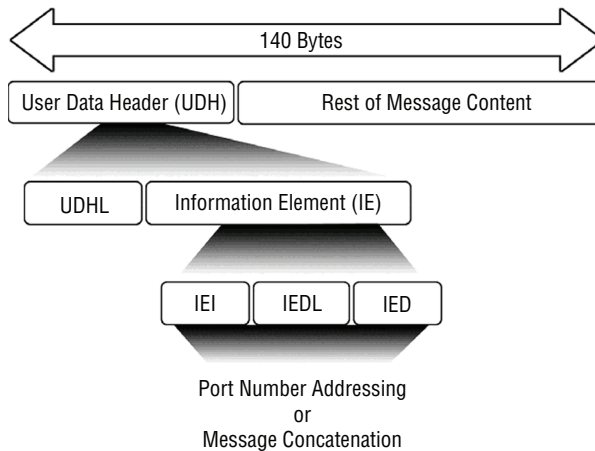 140 Bytes
User Data Header (UDH)
Rest of Message Content
UDHL
Information Element (IE)
IEI
IEDL
IED
Port Number Addressing
or
Message Concatenation